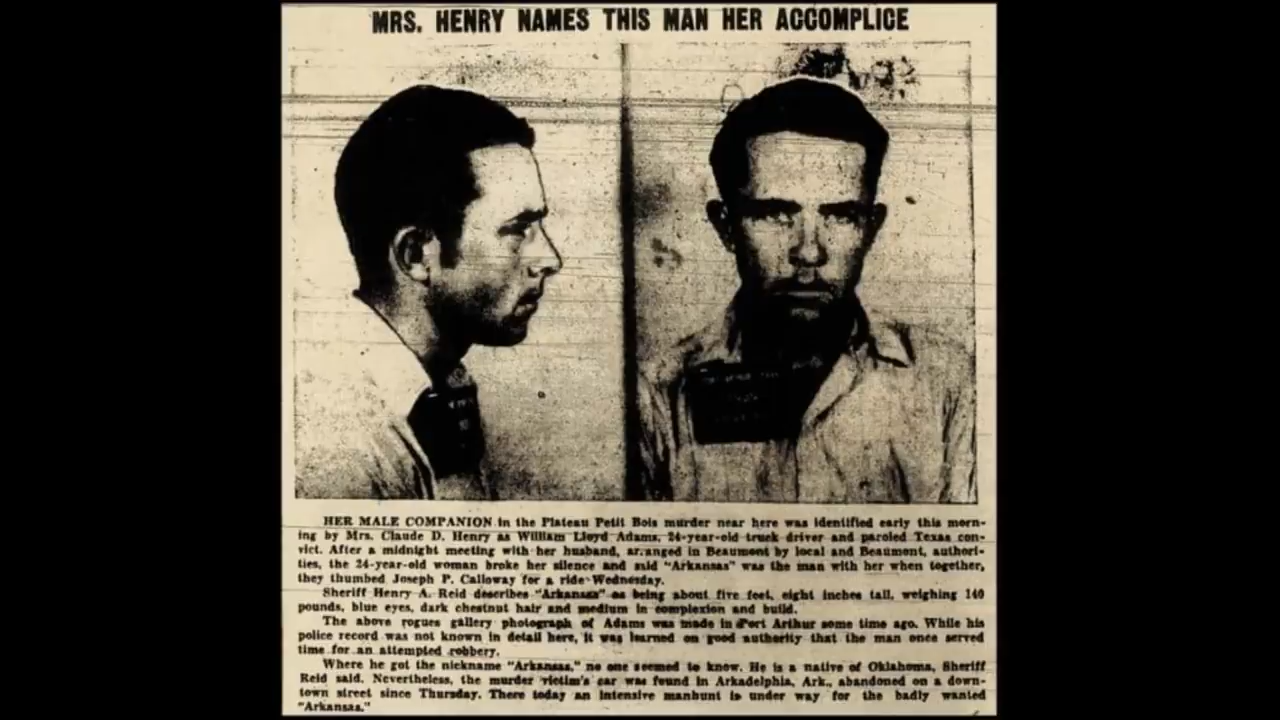 MRS. HENRY NAMES THIS MAN HER ACCOMPLICE
HER MALE COMPANION in the Plateau Petit Bois murder near here was identified early this morn-
ing by Mrs. Claude D. Henry as William Lloyd Adams, 24-year-old truck driver and paroled Texas con-
vict. After a midnight meeting with her husband, arranged in Beaumont by local and Beaumont, authori-
ties, the 24-year-old woman broke her silence and said "Arkansas" was the man with her when together,
they thumbed Joseph P. Calloway for a ride Wednesday.
Sheriff Henry A. Reid describes "Arkansas" as being about five feet, eight inches tall, weighing 140
pounds, blue eyes, dark chestnut hair and medium in complexion and build.
The above rogues gallery photograph of Adams was made in Port Arthur some time ago. While his
police record was not known in detail here, it was learned on good authority that the man once served
time for an attempted robbery.
Where he got the nickname "Arkansas," no one seemed to know. He is a native of Oklahoma, Sheriff
Reid said. Nevertheless, the murder victim's car was found in Arkadelphia, Ark., abandoned on a down-
town street since Thursday. There today an intensive manhunt is under way for the badly wanted
"Arkansas."